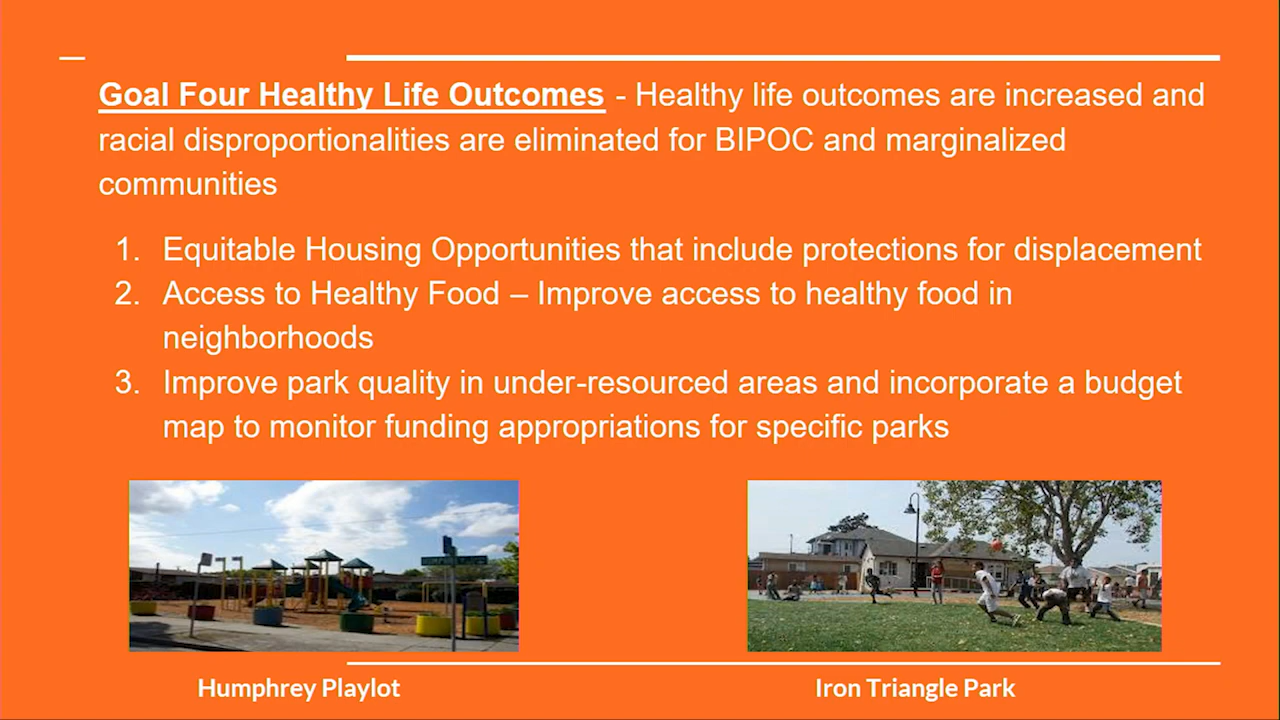 Goal Four Healthy Life Outcomes - Healthy life outcomes are increased and
racial disproportionalities are eliminated for BIPOC and marginalized
communities
1. Equitable Housing Opportunities that include protections for displacement
2. Access to Healthy Food – Improve access to healthy food in
neighborhoods
3. Improve park quality in under-resourced areas and incorporate a budget
map to monitor funding appropriations for specific parks
Humphrey Playlot
Iron Triangle Park